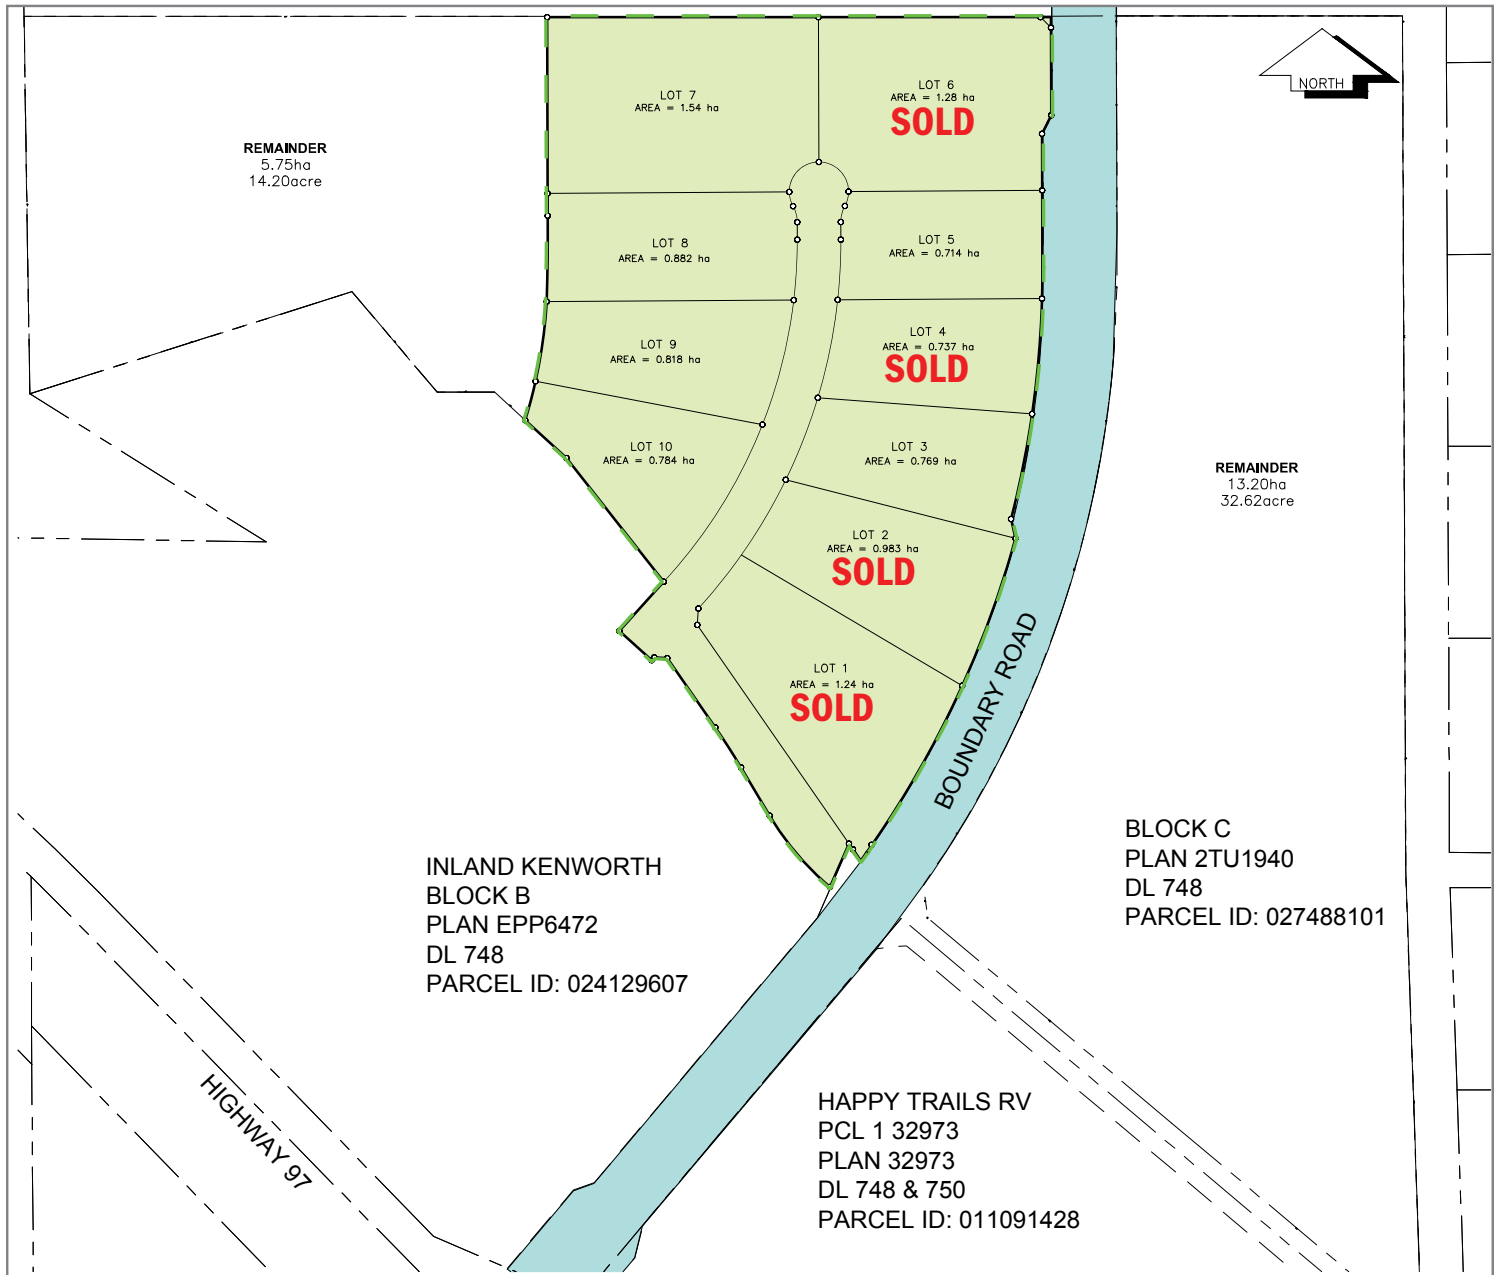 LOT 7
AREA = 1.54 ha
LOT 6
AREA = 1.28 ha
SOLD
NORTH
REMAINDER
5.75ha
14.20acre
LOT 8
AREA = 0.882 ha
LOT 5
AREA = 0.714 ha
LOT 9
AREA = 0.818 ha
LOT 4
AREA = 0.737 ha
SOLD
LOT 10
AREA = 0.784 ha
LOT 3
AREA = 0.769 ha
REMAINDER
13.20ha
32.62acre
LOT 2
AREA = 0.983 ha
SOLD
LOT 1
AREA = 1.24 ha
SOLD
BOUNDARY ROAD
INLAND KENWORTH
BLOCK B
PLAN EPP6472
DL 748
PARCEL ID: 024129607
BLOCK C
PLAN 2TU1940
DL 748
PARCEL ID: 027488101
HIGHWAY 97
HAPPY TRAILS RV
PCL 1 32973
PLAN 32973
DL 748 & 750
PARCEL ID: 011091428